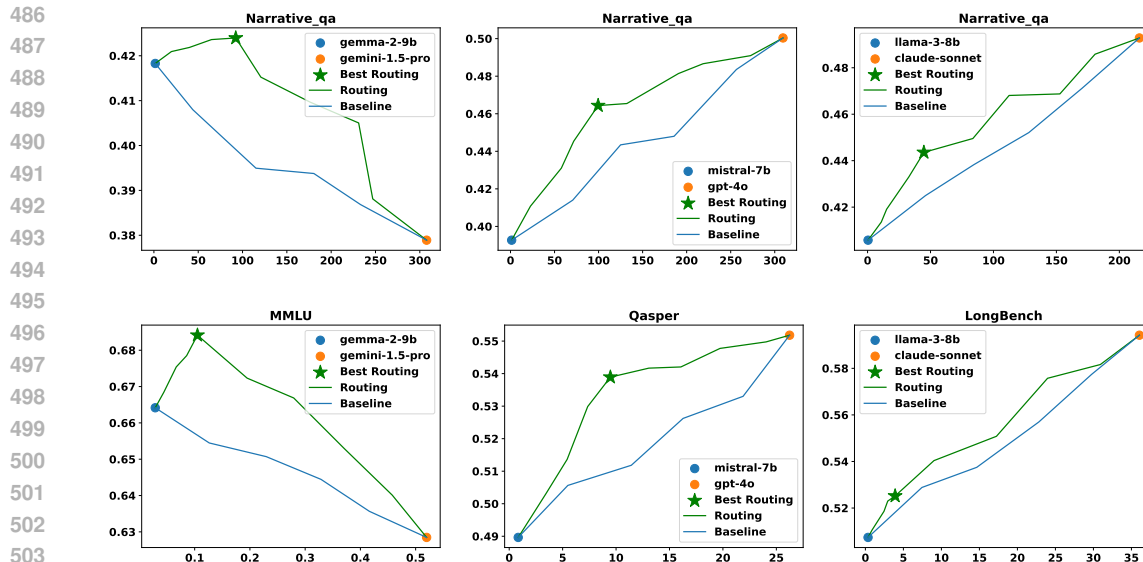 486
487
488
489
490
491
492
493
494
495
496
497
498
499
500
501
502
503
Narrative_qa
0.42
0.41
0.40
0.39
0.38
0 50 100 150 200 250 300
gemma-2-9b
gemini-1.5-pro
Best Routing
Routing
Baseline
Narrative_qa
0.50
0.48
0.46
0.44
0.42
0.40
0 50 100 150 200 250 300
mistral-7b
gpt-4o
Best Routing
Routing
Baseline
Narrative_qa
0.48
0.46
0.44
0.42
0 50 100 150 200
llama-3-8b
claude-sonnet
Best Routing
Routing
Baseline
MMLU
0.68
0.67
0.66
0.65
0.64
0.63
0.1 0.2 0.3 0.4 0.5
gemma-2-9b
gemini-1.5-pro
Best Routing
Routing
Baseline
Qasper
0.55
0.54
0.53
0.52
0.51
0.50
0.49
0 5 10 15 20 25
mistral-7b
gpt-4o
Best Routing
Routing
Baseline
LongBench
0.58
0.56
0.54
0.52
0 5 10 15 20 25 30 35
llama-3-8b
claude-sonnet
Best Routing
Routing
Baseline